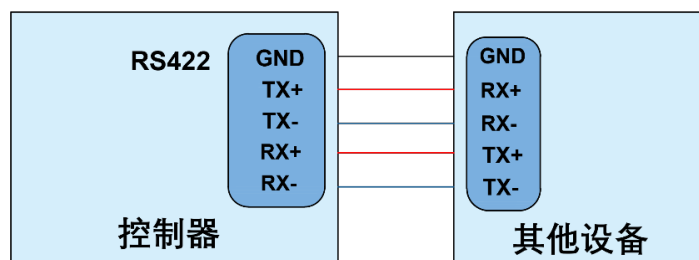 RS422
GND
TX+
TX-
RX+
RX-
控制器
GND
RX+
RX-
TX+
TX-
其他设备